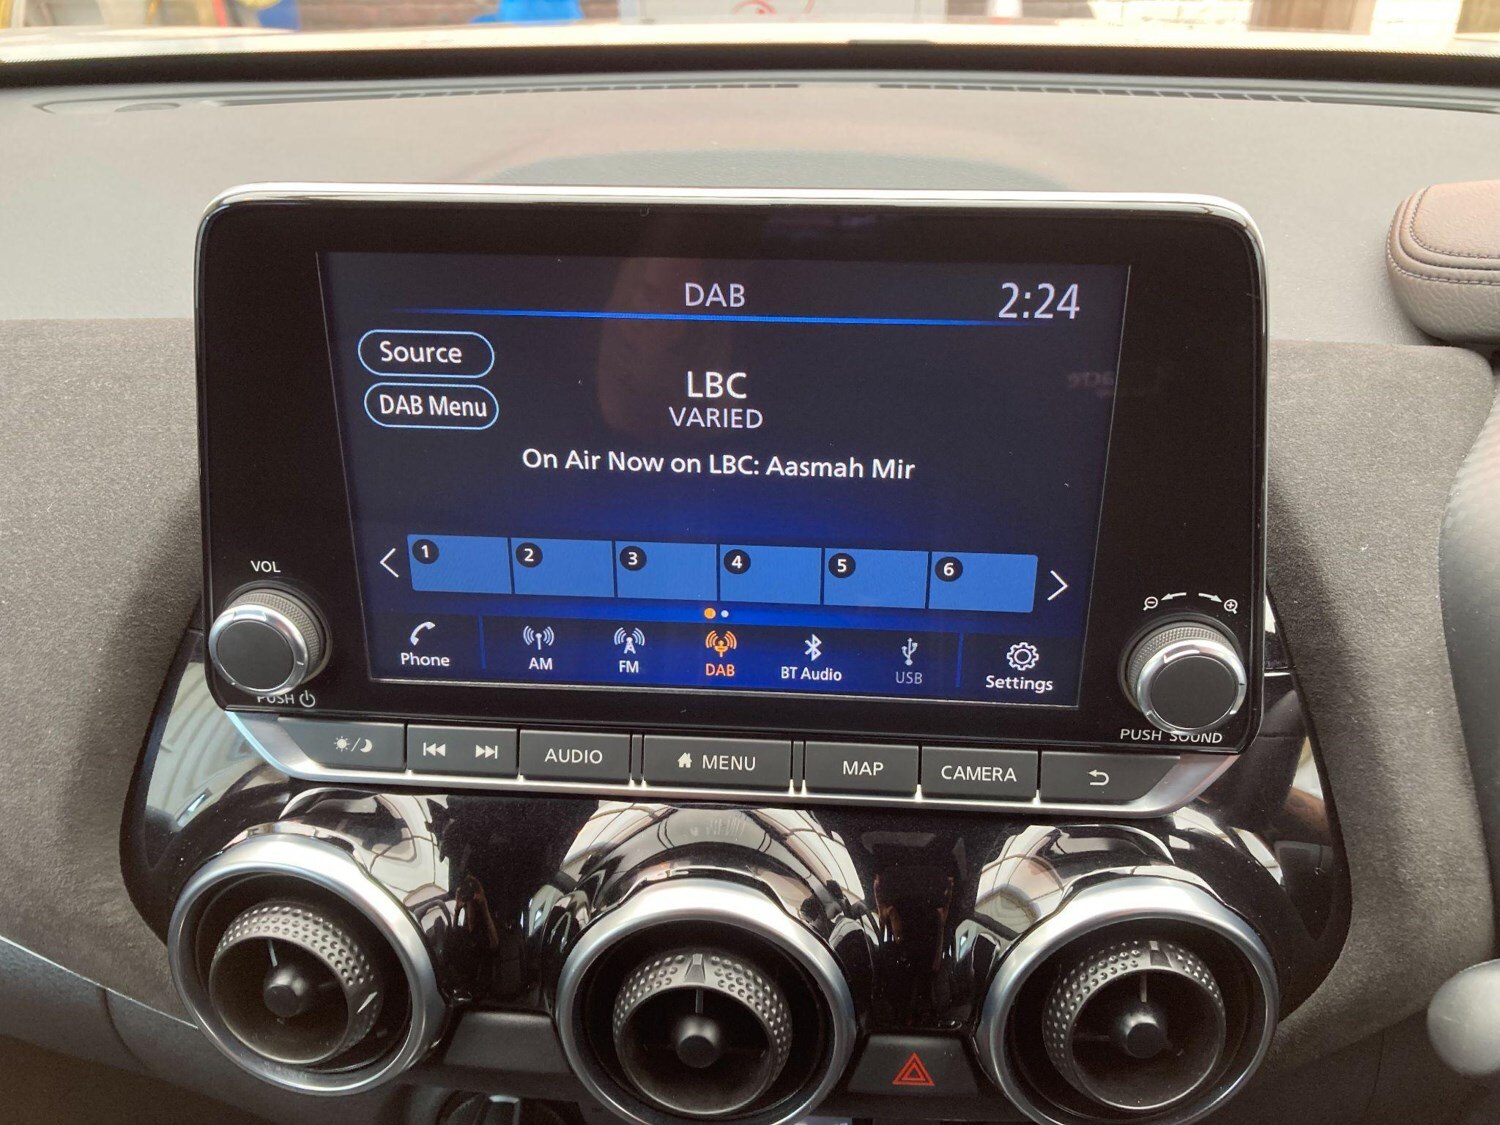 DAB
2:24
Source
LBC
DAB Menu
VARIED
On Air Now on LBC: Aasmah Mir
1 2 3 4 5 6
Phone
AM
FM
DAB
BT Audio
USB
Settings
VOL
PUSH
PUSH SOUND
AUDIO
MENU
MAP
CAMERA